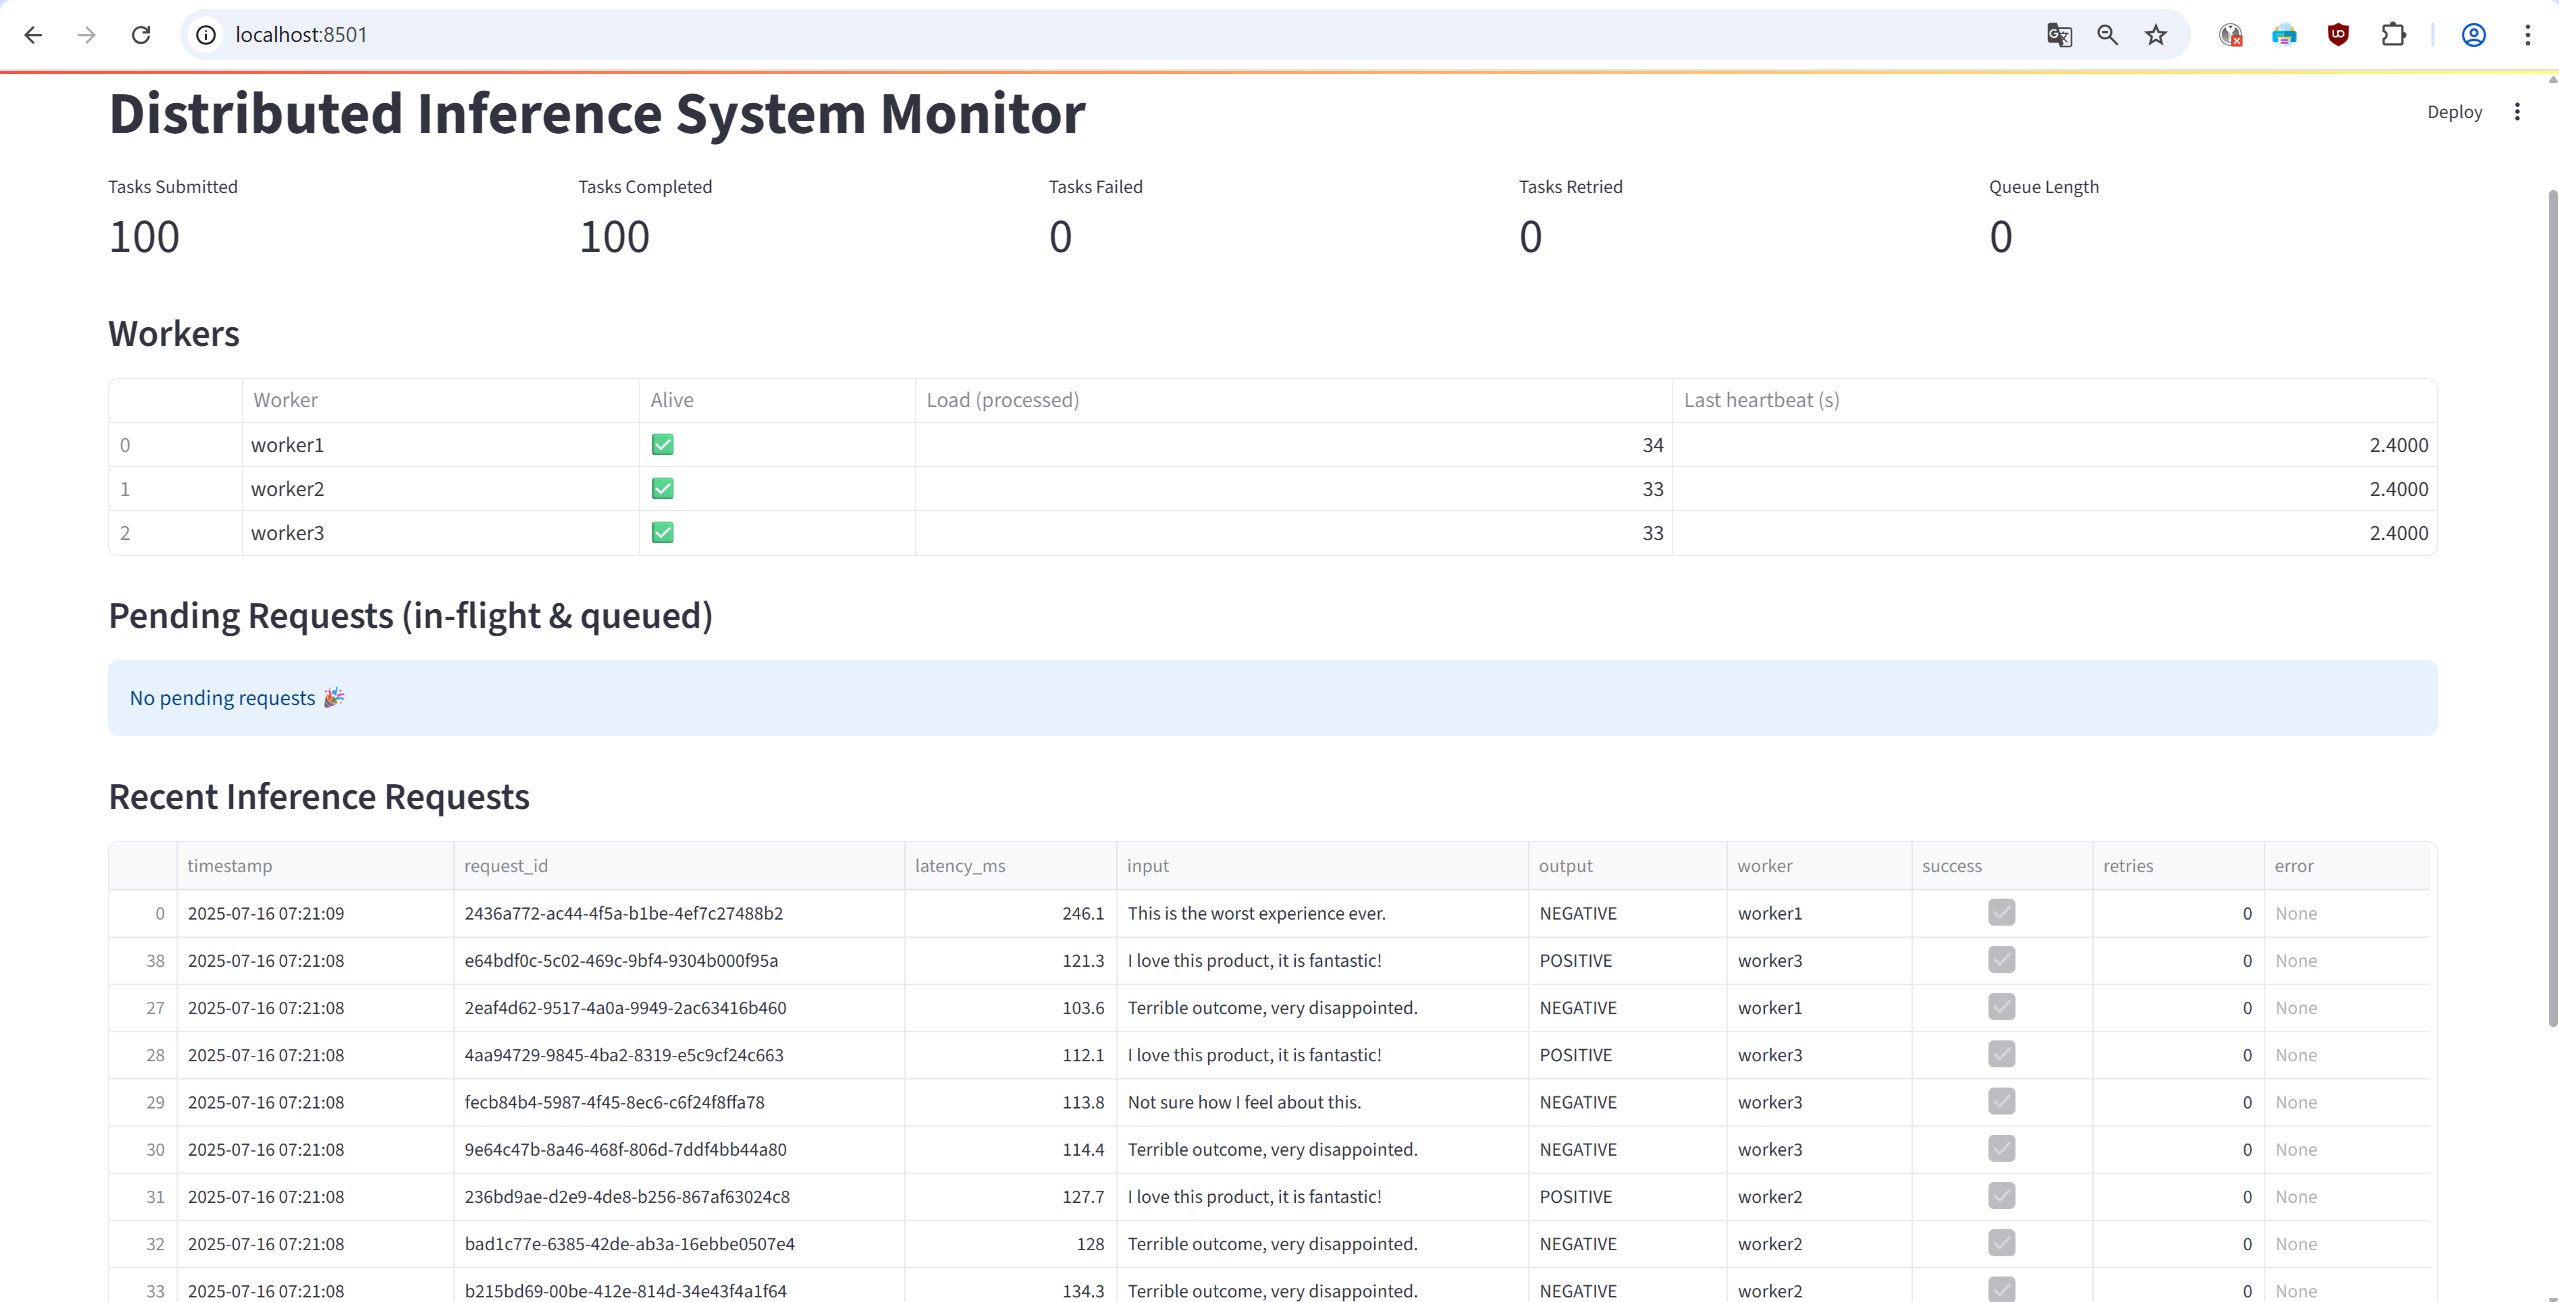 localhost:8501
Distributed Inference System Monitor
Deploy
Tasks Submitted Tasks Completed Tasks Failed Tasks Retried Queue Length
100 100 0 0 0
Workers
Worker Alive Load (processed) Last heartbeat (s)
0 worker1 34 2.4000
1 worker2 33 2.4000
2 worker3 33 2.4000
Pending Requests (in-flight & queued)
No pending requests 🎉
Recent Inference Requests
timestamp request_id latency_ms input output worker success retries error
0 2025-07-16 07:21:09 2436a772-ac44-4f5a-b1be-4ef7c27488b2 246.1 This is the worst experience ever. NEGATIVE worker1 0 None
38 2025-07-16 07:21:08 e64bdf0c-5c02-469c-9bf4-9304b000f95a 121.3 I love this product, it is fantastic! POSITIVE worker3 0 None
27 2025-07-16 07:21:08 2eaf4d62-9517-4a0a-9949-2ac63416b460 103.6 Terrible outcome, very disappointed. NEGATIVE worker1 0 None
28 2025-07-16 07:21:08 4aa94729-9845-4ba2-8319-e5c9cf24c663 112.1 I love this product, it is fantastic! POSITIVE worker3 0 None
29 2025-07-16 07:21:08 fecb84b4-5987-4f45-8ec6-c6f24f8ffa78 113.8 Not sure how I feel about this. NEGATIVE worker3 0 None
30 2025-07-16 07:21:08 9e64c47b-8a46-468f-806d-7ddf4bb44a80 114.4 Terrible outcome, very disappointed. NEGATIVE worker3 0 None
31 2025-07-16 07:21:08 236bd9ae-d2e9-4de8-b256-867af63024c8 127.7 I love this product, it is fantastic! POSITIVE worker2 0 None
32 2025-07-16 07:21:08 bad1c77e-6385-42de-ab3a-16ebbe0507e4 128 Terrible outcome, very disappointed. NEGATIVE worker2 0 None
33 2025-07-16 07:21:08 b215bd69-00be-412e-814d-34e43f4a1f64 134.3 Terrible outcome, very disappointed. NEGATIVE worker2 0 None